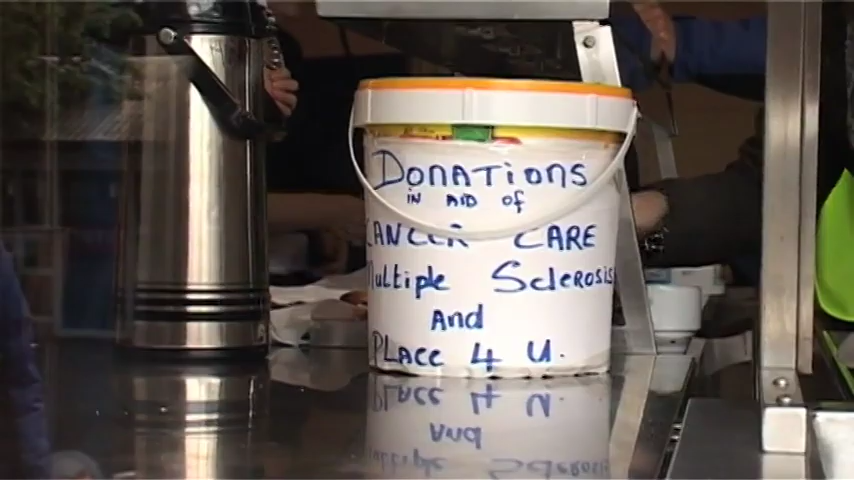 DONATIONS
IN AID of
CANCER CARE
Multiple Sclerosis
And
PLACE 4 U.